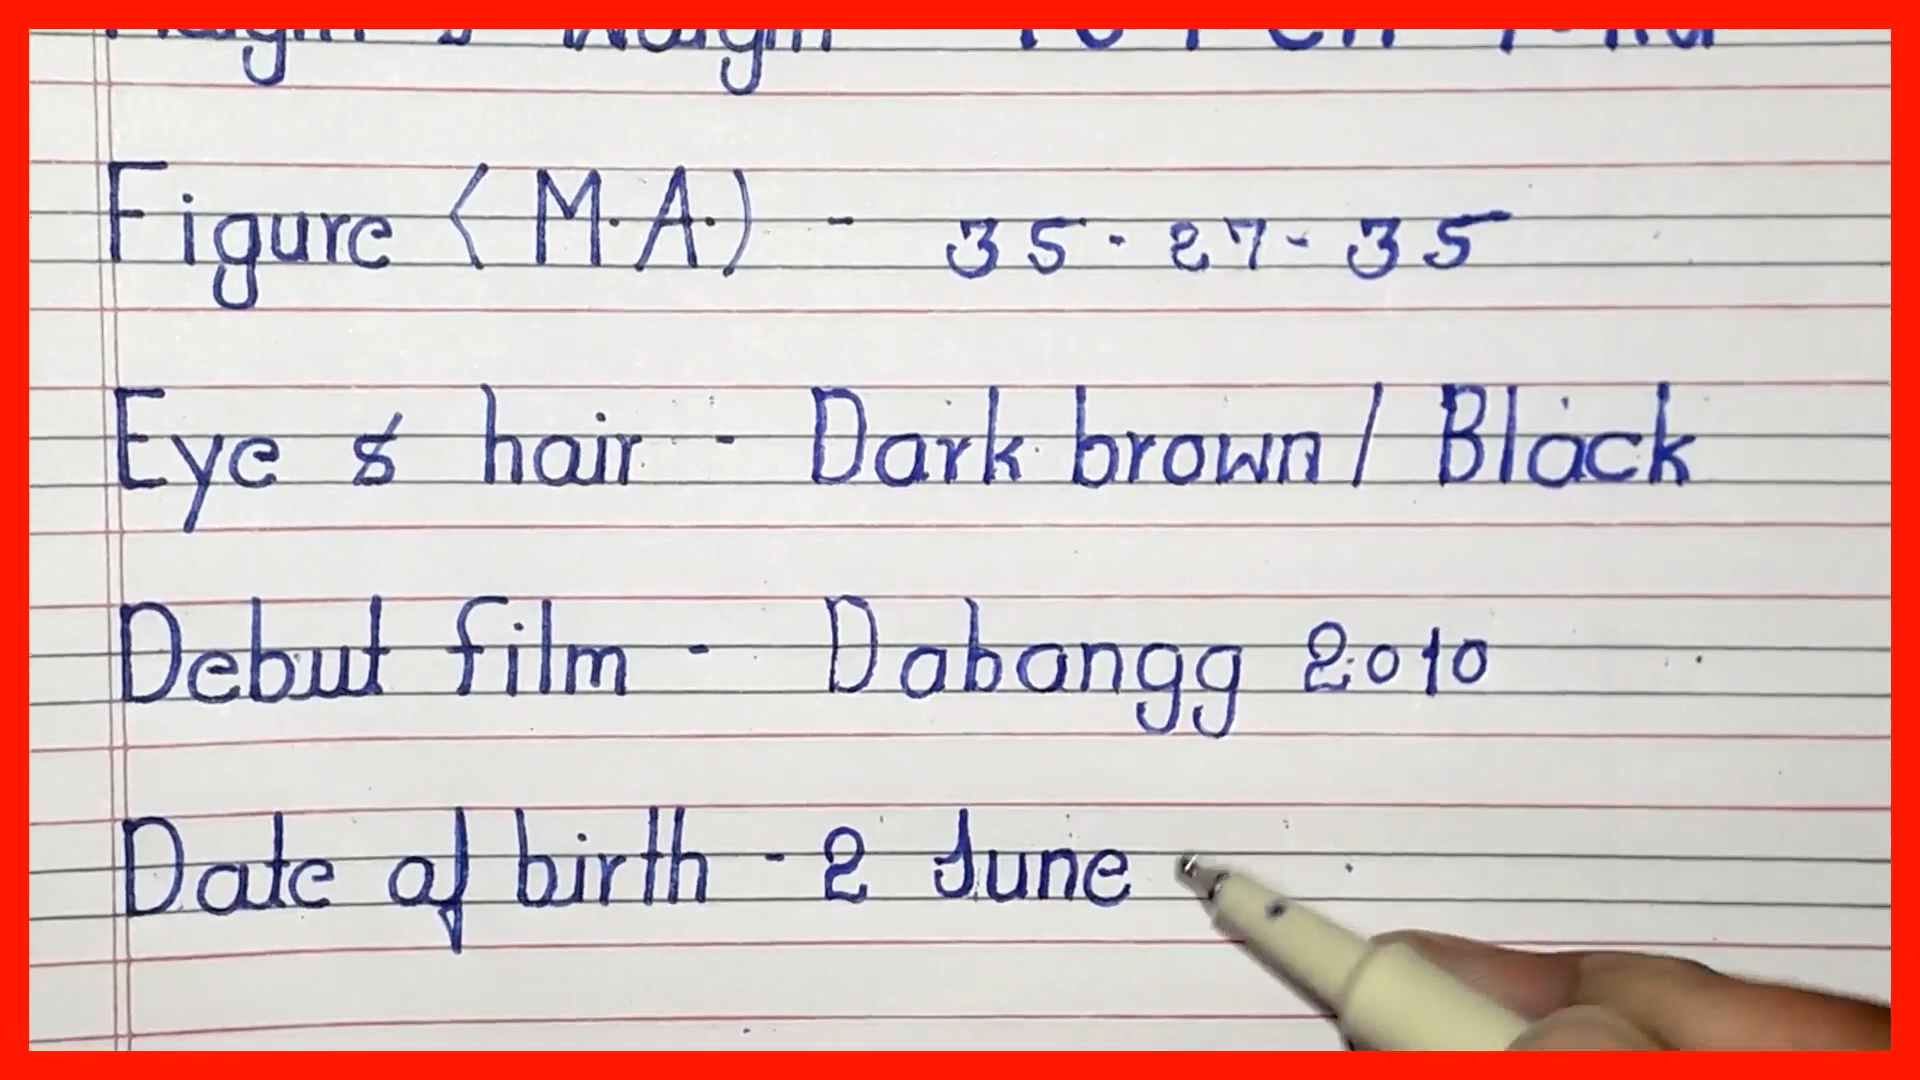 Figure (M.A.) - 35-27-35
Eye & hair - Dark brown / Black
Debut film - Dabangg 2010
Date of birth - 2 June